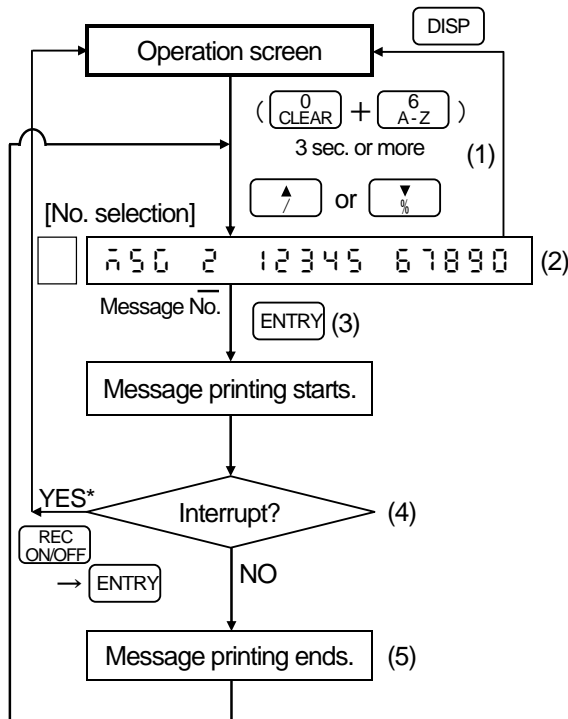 DISP
Operation screen
( 0 CLEAR + 6 A-Z )
3 sec. or more
(1)
▲ / or ▼ %
[No. selection]
MSG 2 12345 67890 (2)
Message No.
ENTRY (3)
Message printing starts.
YES*
Interrupt? (4)
REC ON/OFF
→ ENTRY
NO
Message printing ends. (5)